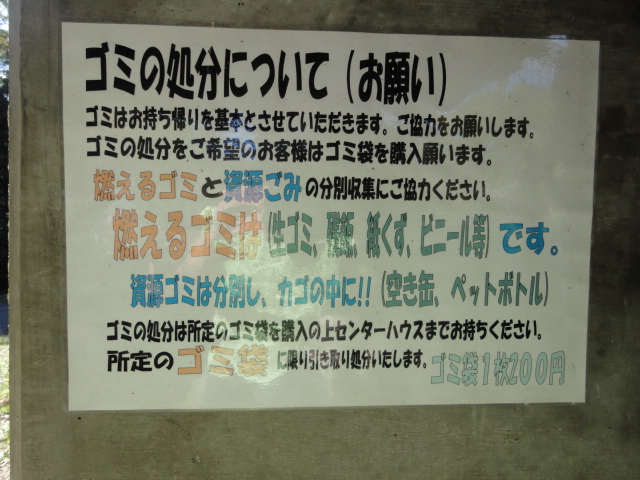 ゴミの処分について（お願い）
ゴミはお持ち帰りを基本とさせていただきます。ご協力をお願いします。
ゴミの処分をご希望のお客様はゴミ袋を購入願います。
燃えるゴミと資源ごみの分別収集にご協力ください。
燃えるゴミは（生ゴミ、残飯、紙くず、ビニール等）です。
資源ゴミは分別し、カゴの中に!!（空き缶、ペットボトル）
ゴミの処分は所定のゴミ袋を購入の上センターハウスまでお持ちください。
所定のゴミ袋に限り引き取り処分いたします。ゴミ袋１枚２００円